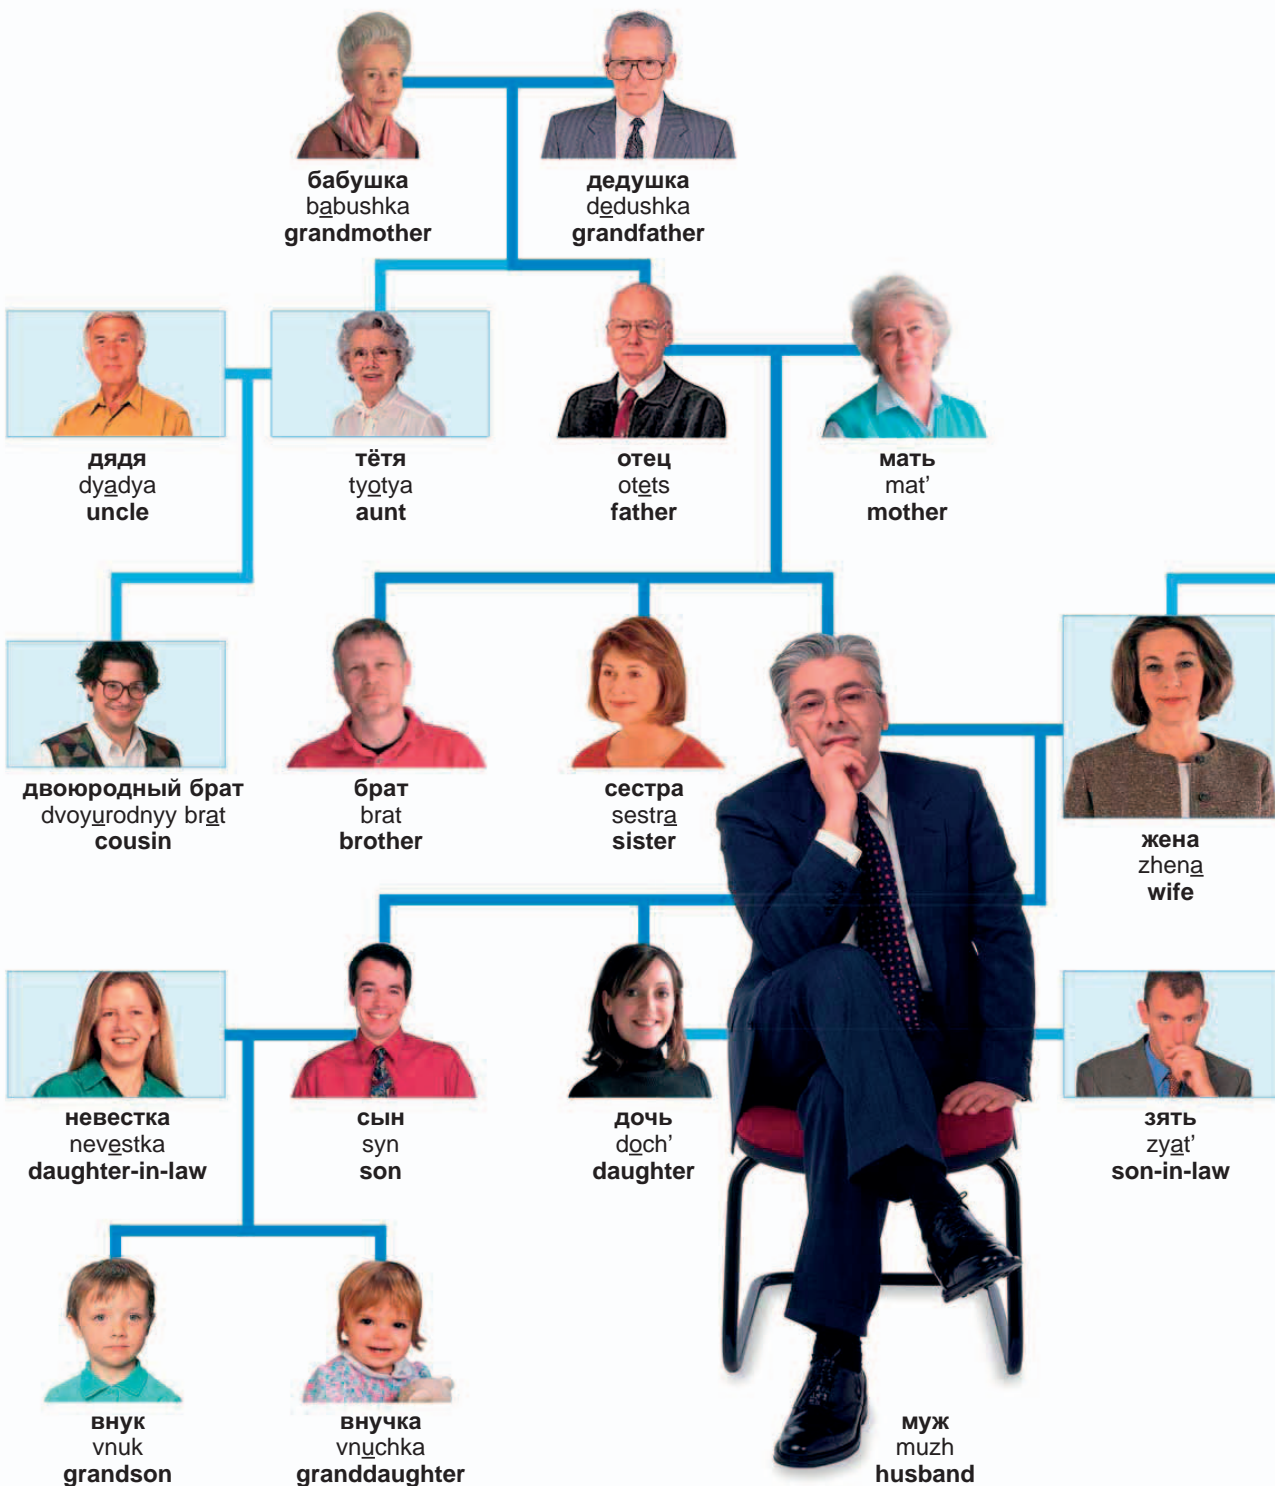 бабушка
babushka
grandmother
дедушка
dedushka
grandfather
дядя
dyadya
uncle
тётя
tyotya
aunt
отец
otets
father
мать
mat'
mother
двоюродный брат
dvoyurodnyy brat
cousin
брат
brat
brother
сестра
sestra
sister
жена
zhena
wife
невестка
nevestka
daughter-in-law
сын
syn
son
дочь
doch'
daughter
зять
zyat'
son-in-law
внук
vnuk
grandson
внучка
vnuchka
granddaughter
муж
muzh
husband